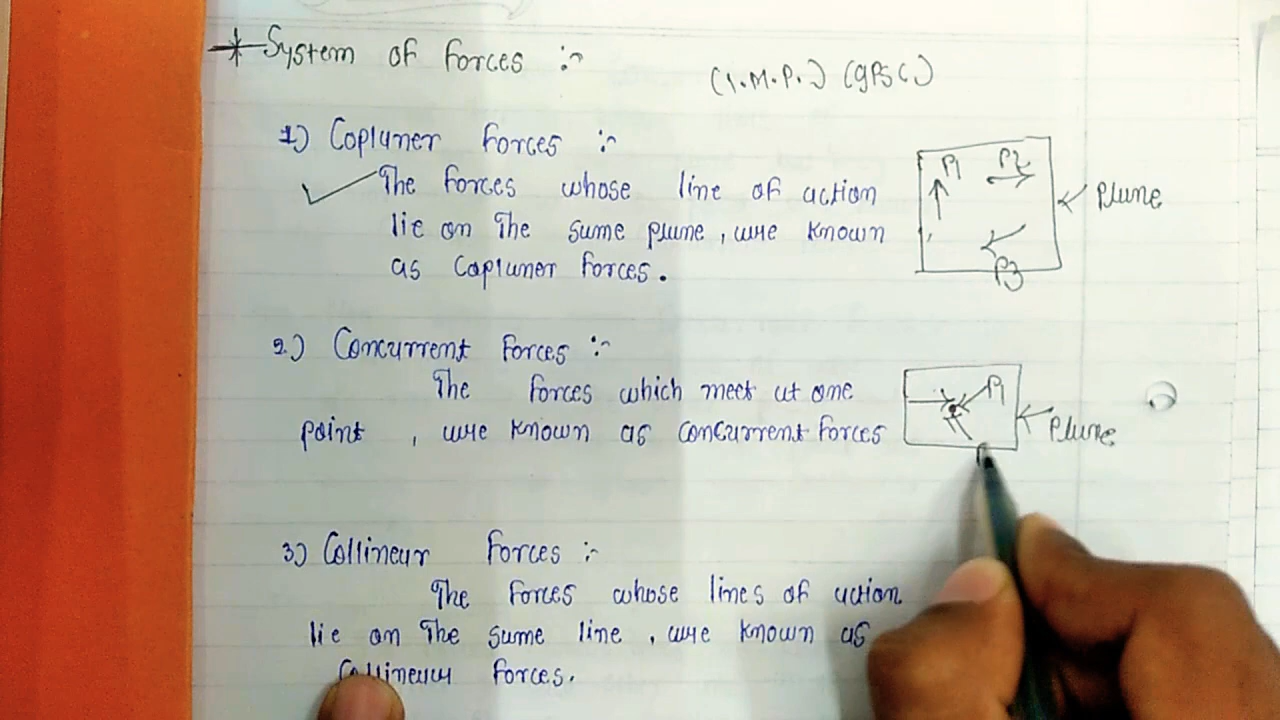 * System of Forces :-
(I.M.P.) (GPSC)
1) Coplanar Forces :-
The forces whose line of action
lie on the same plane, are known
as Coplanar Forces.
P1 P2
P3
Plane
2.) Concurrent Forces :-
The forces which meet at one
point, are known as concurrent forces
P1
Plane
3) Collinear Forces :-
The forces whose lines of action
lie on the same line, are known as
Collinear Forces.